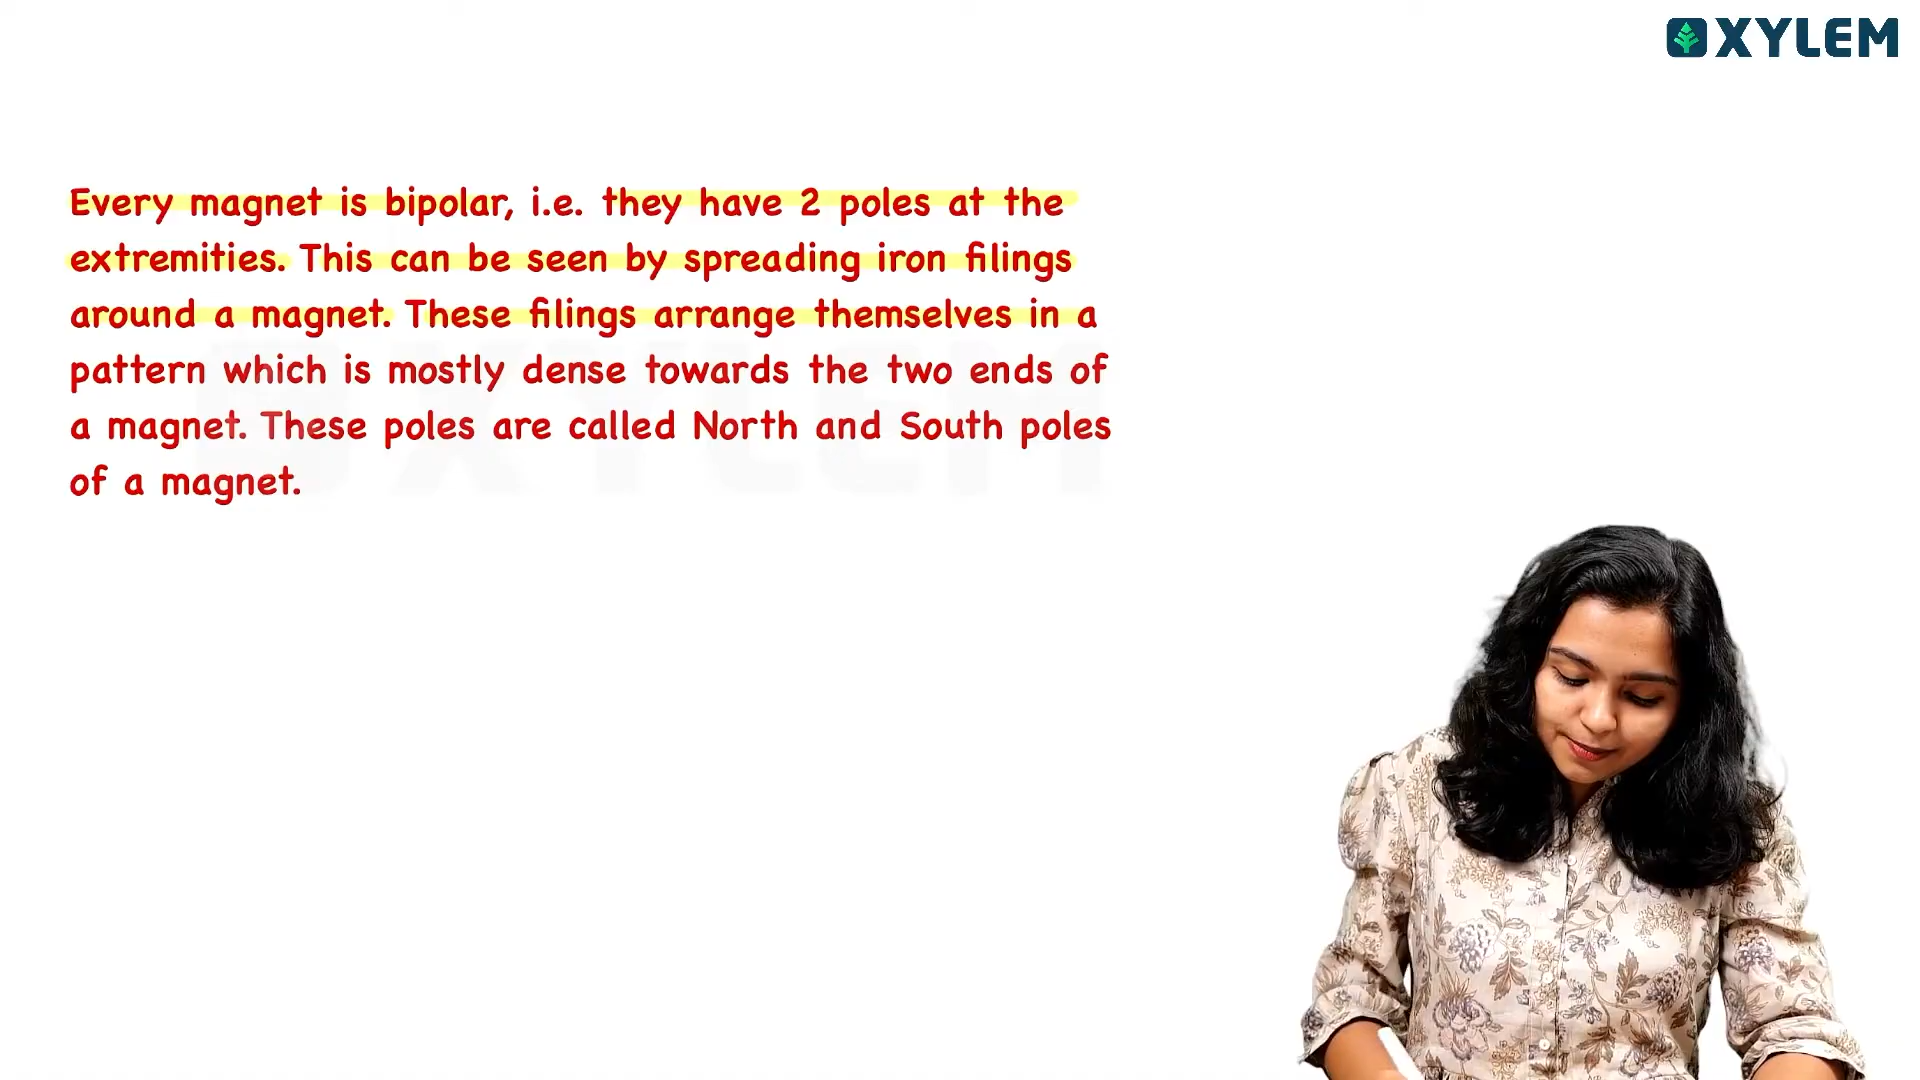 XYLEM
Every magnet is bipolar, i.e. they have 2 poles at the
extremities. This can be seen by spreading iron filings
around a magnet. These filings arrange themselves in a
pattern which is mostly dense towards the two ends of
a magnet. These poles are called North and South poles
of a magnet.
XYLEM